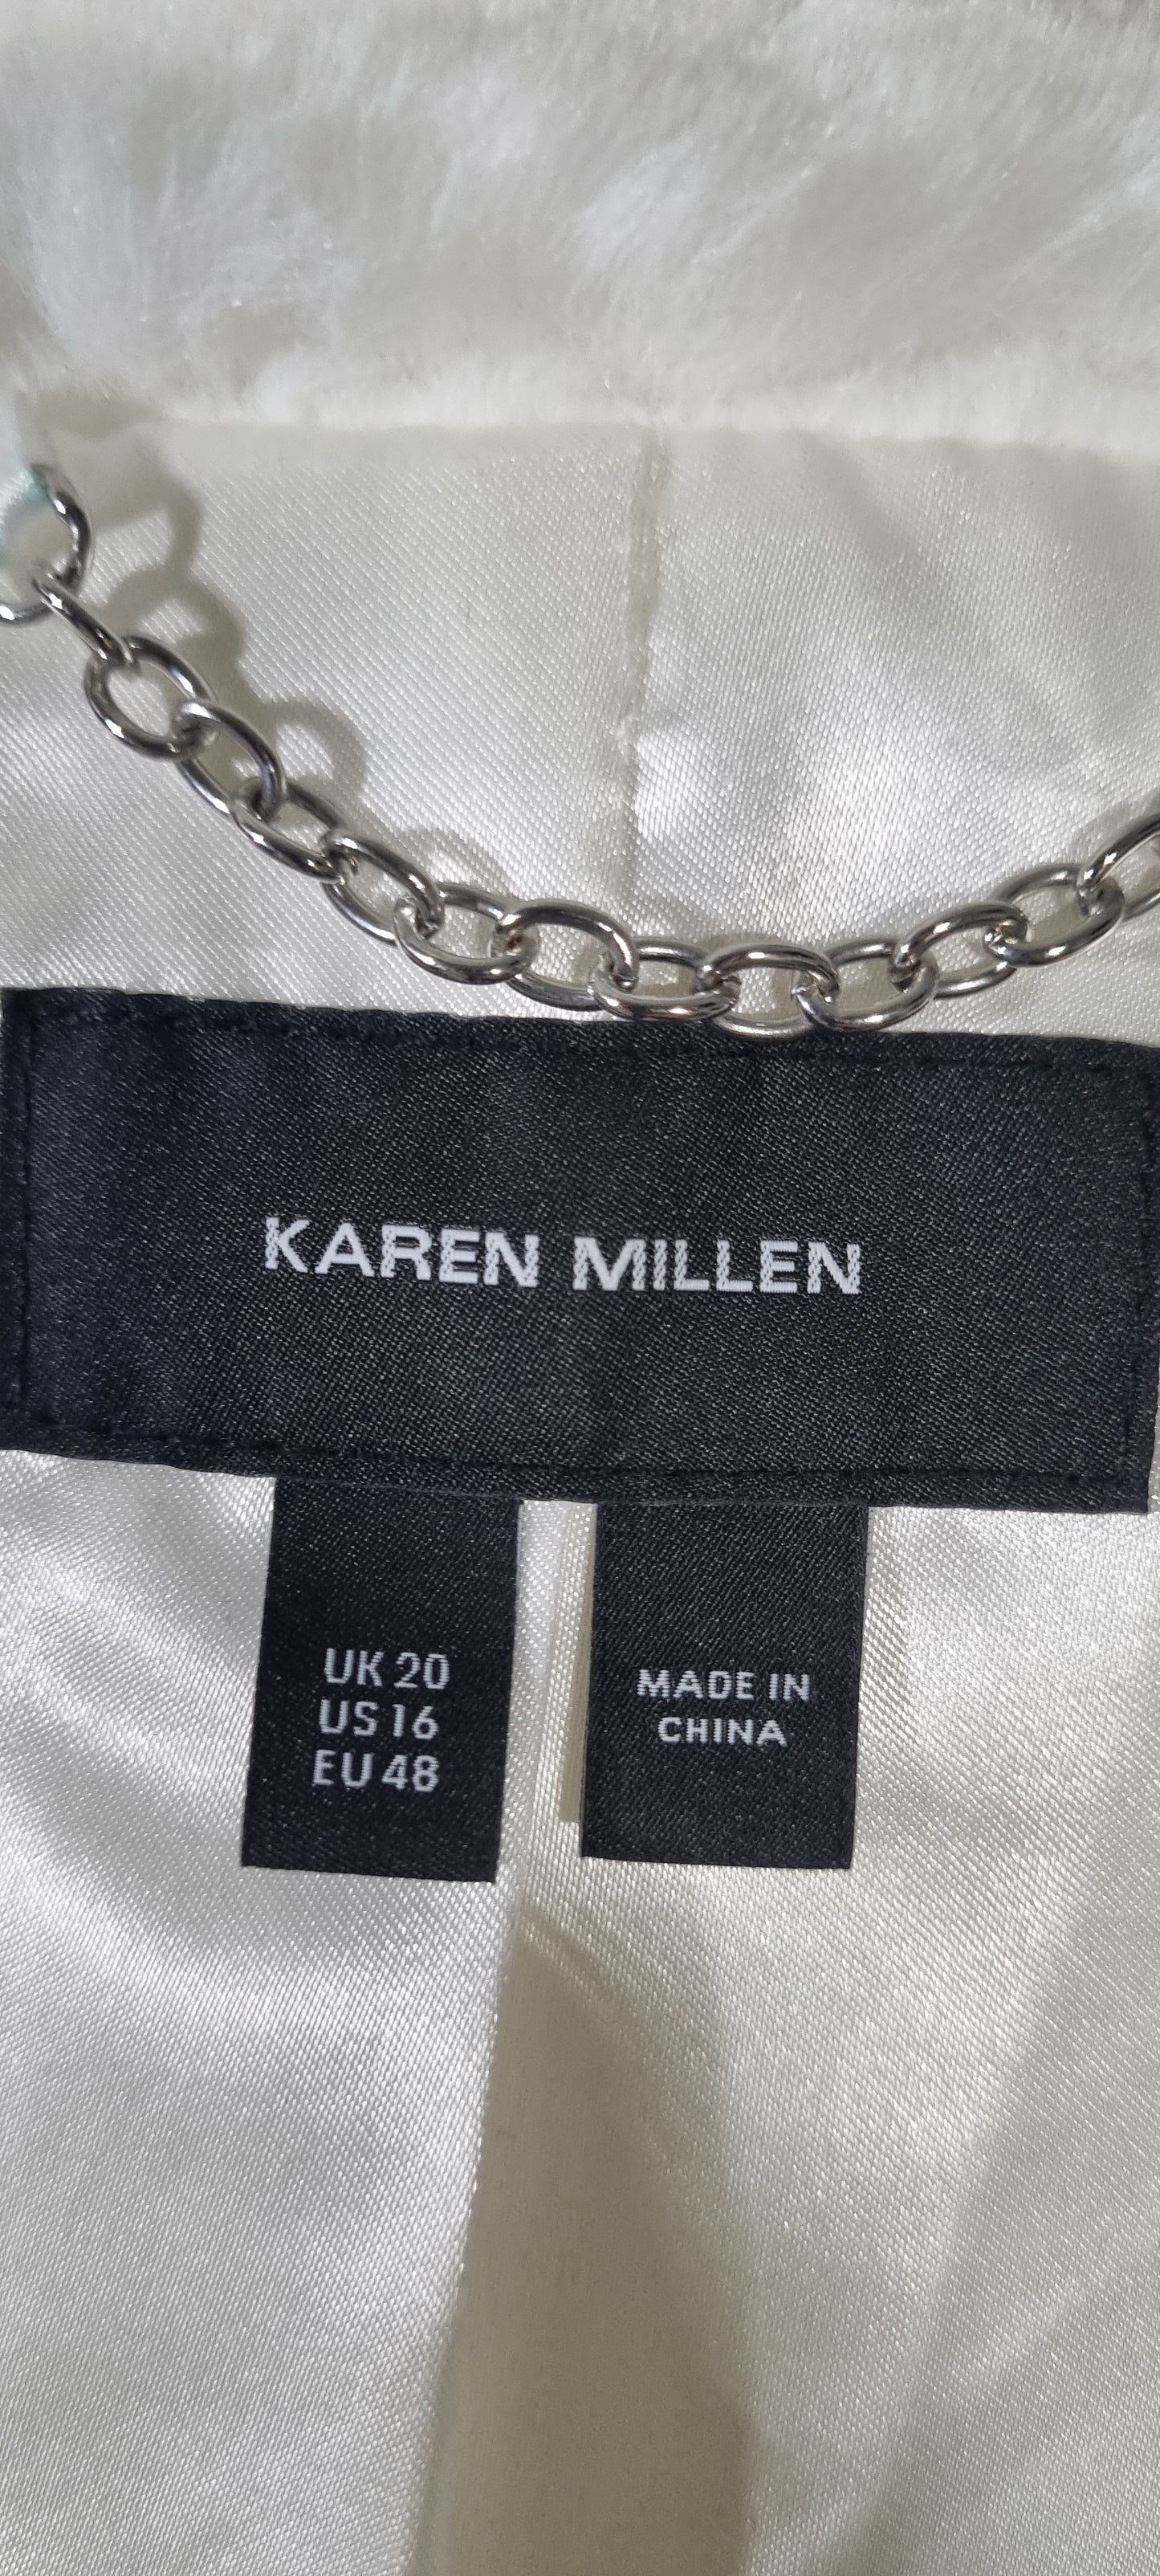 KAREN MILLEN
UK 20
US 16
EU 48
MADE IN
CHINA